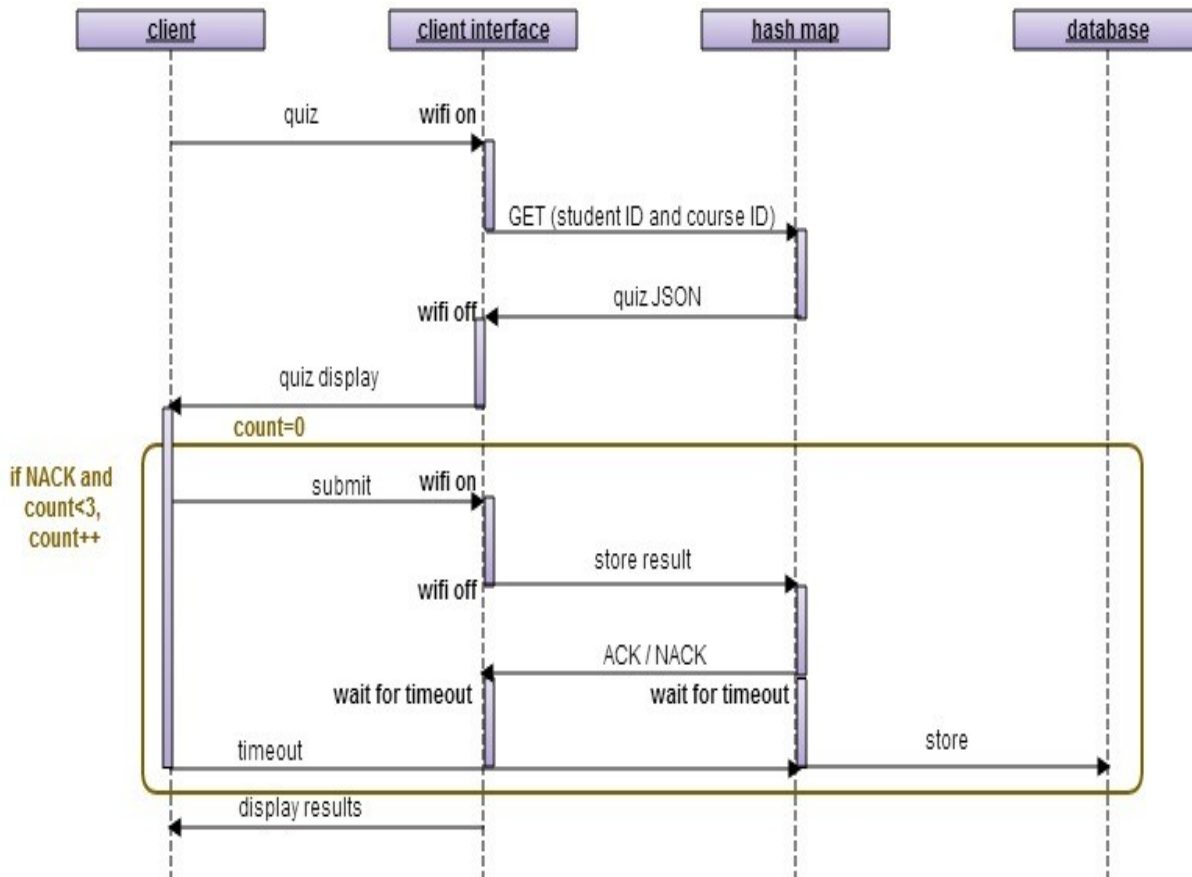 client
client interface
hash map
database
quiz
wifi on
GET (student ID and course ID)
quiz JSON
wifi off
quiz display
count=0
if NACK and
count<3,
count++
submit
wifi on
store result
wifi off
ACK / NACK
wait for timeout
wait for timeout
timeout
store
display results